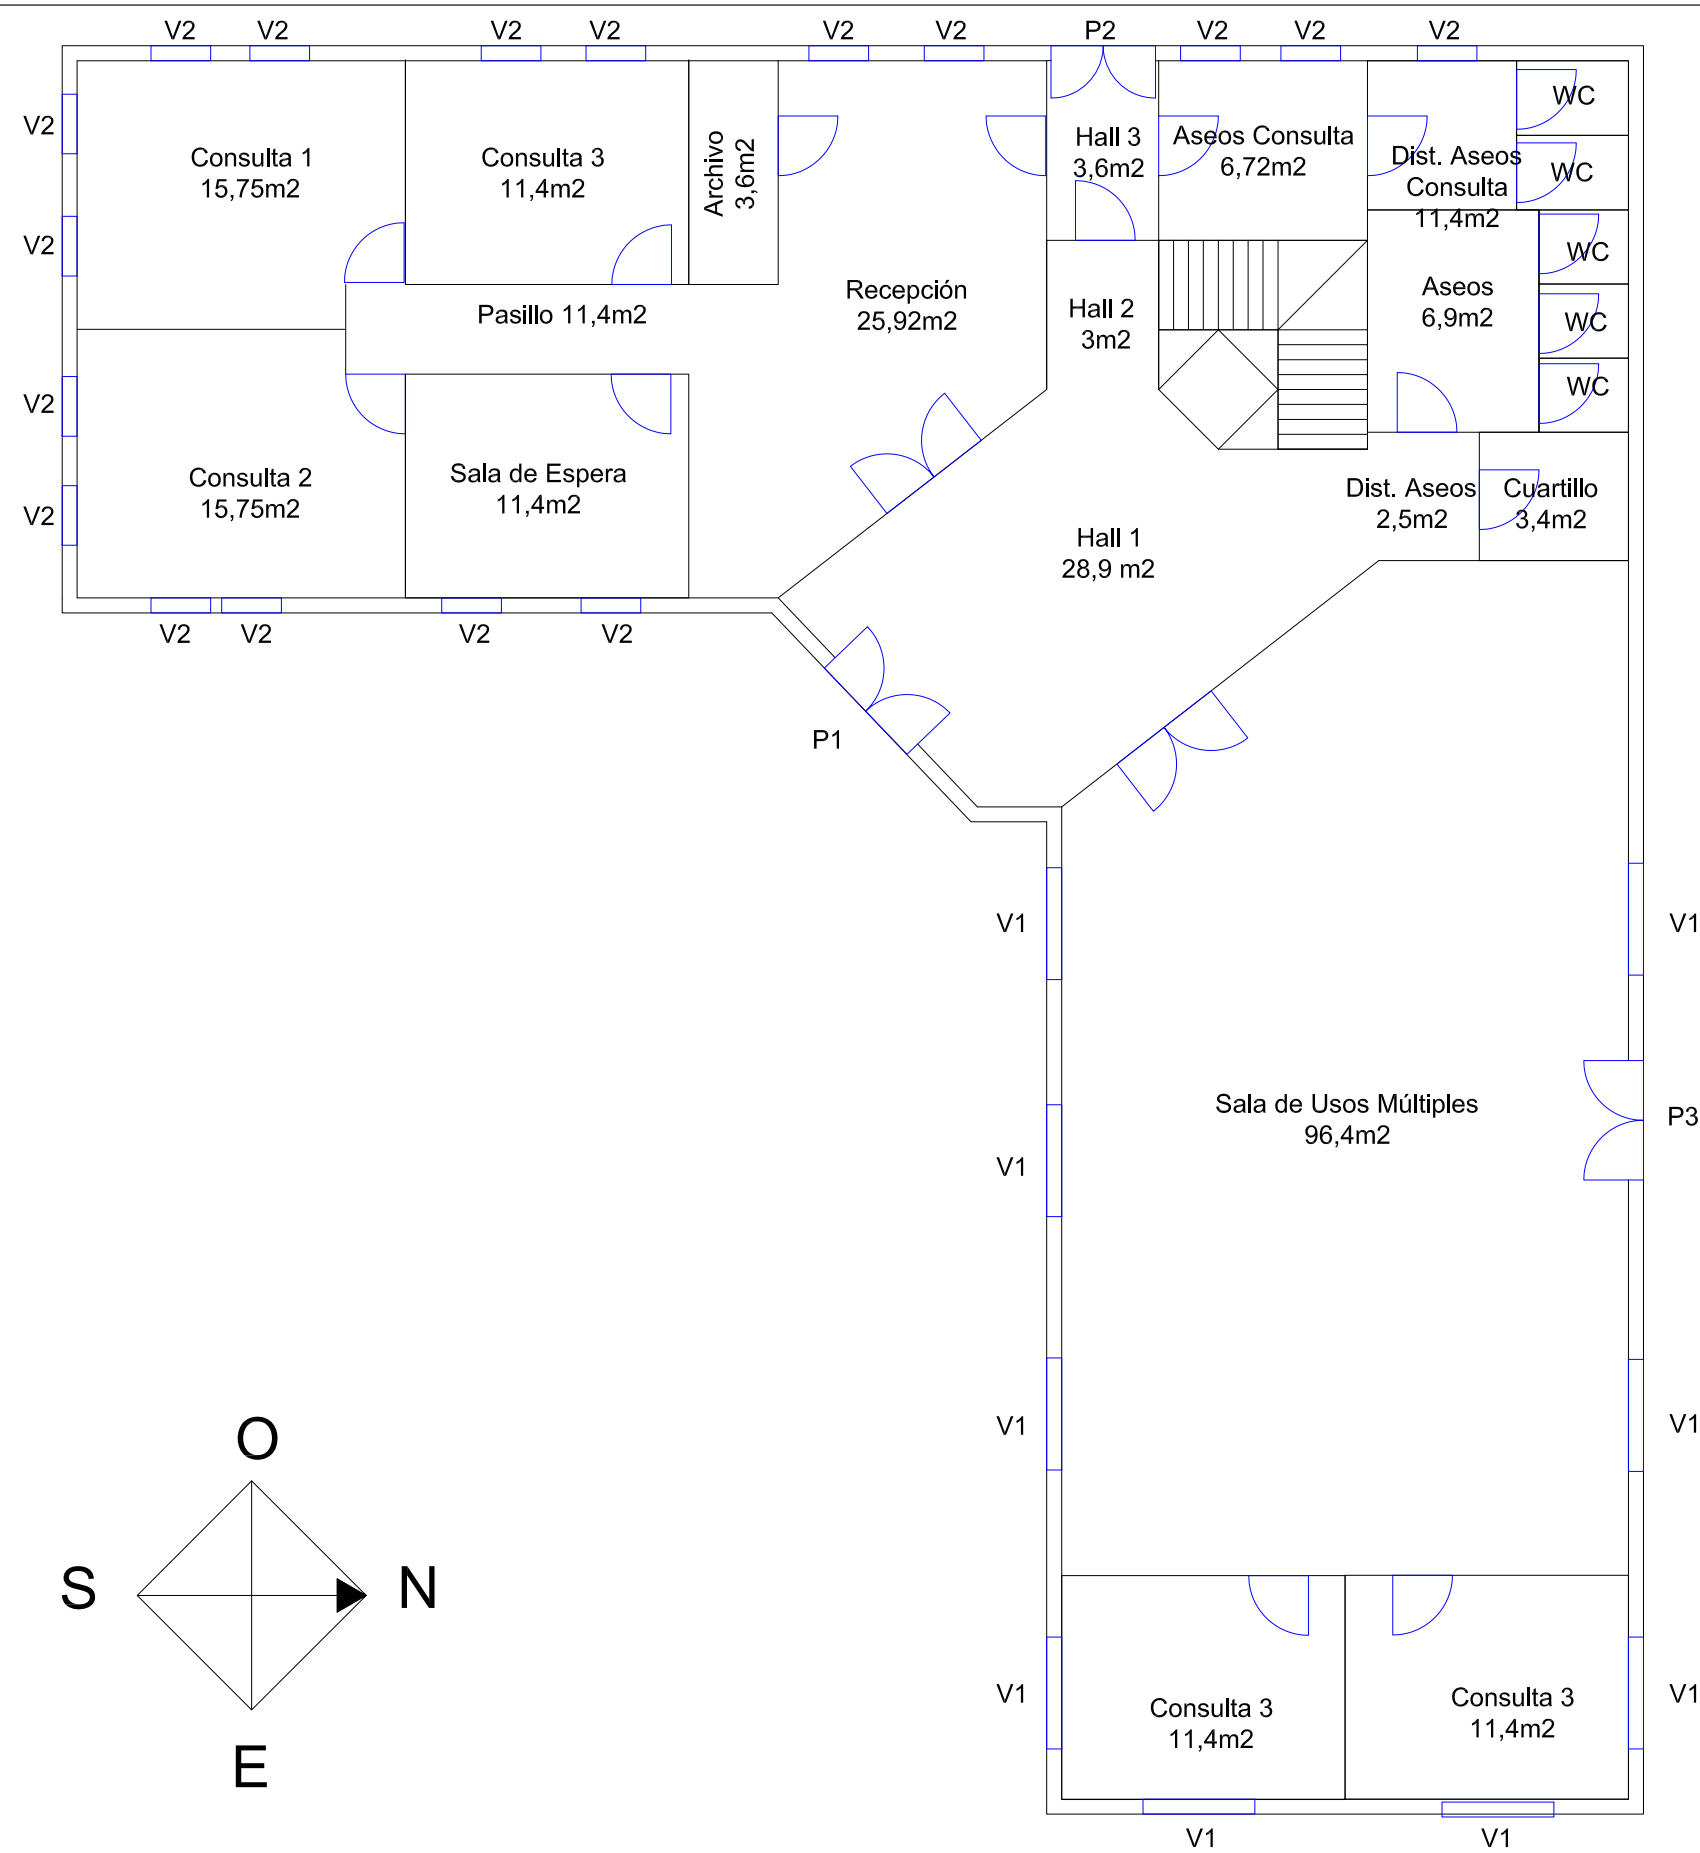 V2 V2 V2 V2 V2 V2 P2 V2 V2 V2
WC
V2
Consulta 1
15,75m2
Consulta 3
11,4m2
Archivo
3,6m2
Hall 3
3,6m2
Aseos Consulta
6,72m2
Dist. Aseos
Consulta
11,4m2
WC
V2
WC
Recepción
25,92m2
Pasillo 11,4m2
Hall 2
3m2
Aseos
6,9m2
WC
WC
V2
Consulta 2
15,75m2
Sala de Espera
11,4m2
Dist. Aseos
2,5m2
Cuartillo
3,4m2
V2
Hall 1
28,9 m2
V2 V2 V2 V2
P1
V1 V1
Sala de Usos Múltiples
96,4m2
P3
V1
V1 V1
O
S N
E
V1
Consulta 3
11,4m2
Consulta 3
11,4m2
V1
V1 V1